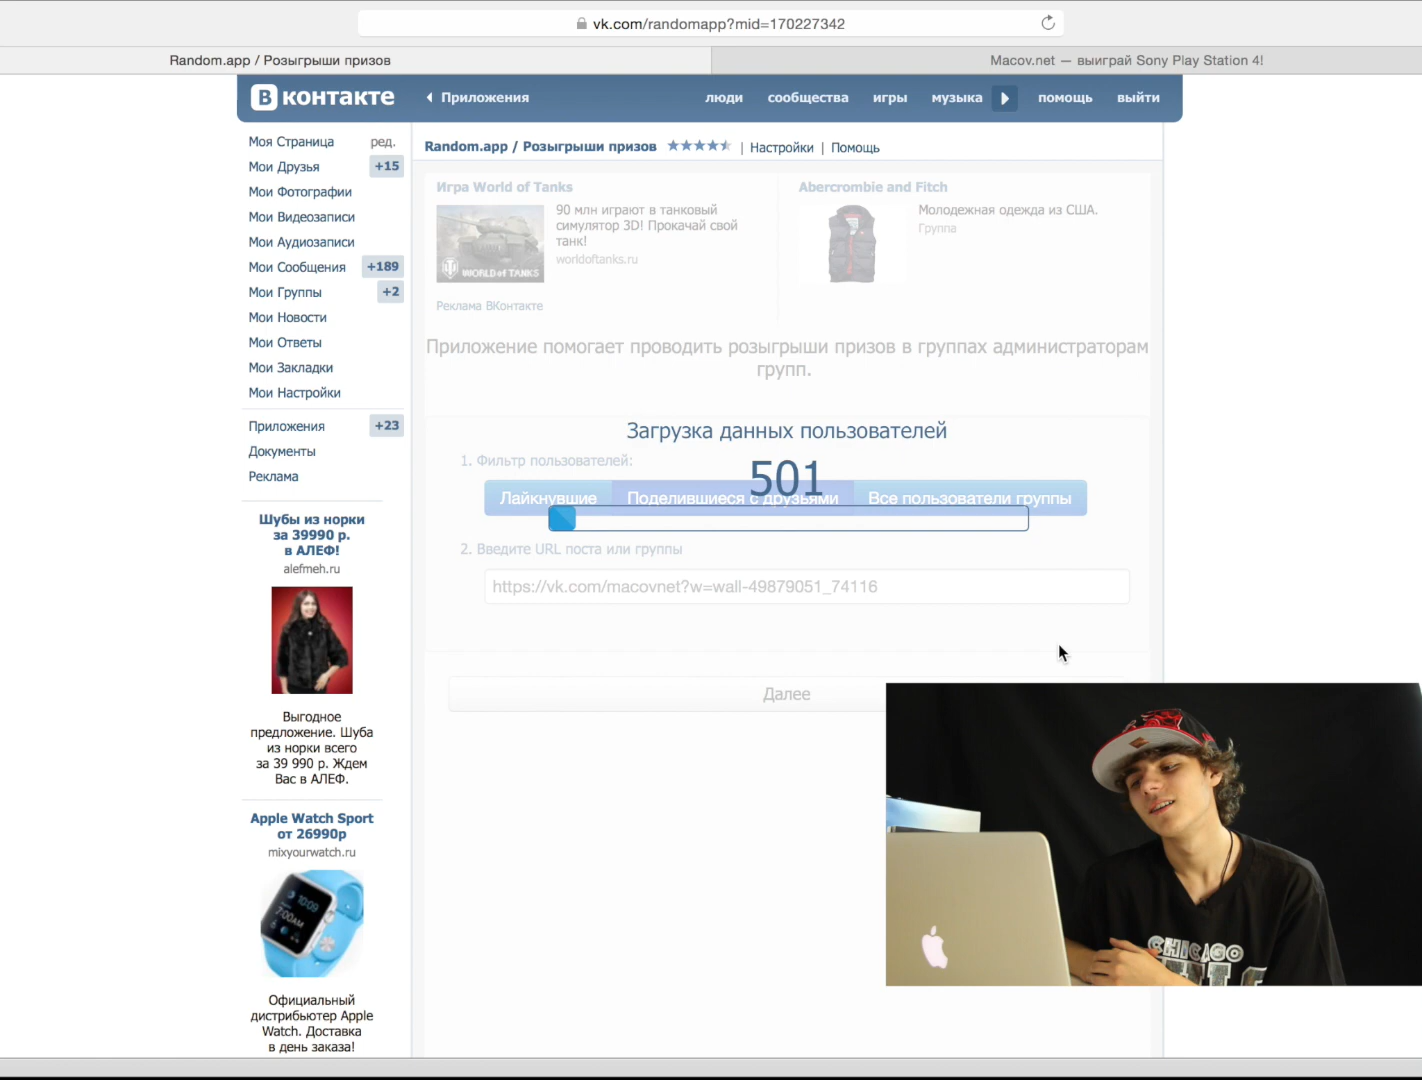 vk.com/randomapp?mid=170227342
Random.app / Розыгрыши призов
Macov.net — выиграй Sony Play Station 4!
В контакте
Приложения
люди
сообщества
игры
музыка
помощь
выйти
Моя Страница
ред.
Мои Друзья
+15
Мои Фотографии
Мои Видеозаписи
Мои Аудиозаписи
Мои Сообщения
+189
Мои Группы
+2
Мои Новости
Мои Ответы
Мои Закладки
Мои Настройки
Приложения
+23
Документы
Реклама
Шубы из норки
за 39990 р.
в АЛЕФ!
alefmeh.ru
Выгодное
предложение. Шуба
из норки всего
за 39 990 р. Ждем
Вас в АЛЕФ.
Apple Watch Sport
от 26990р
mixyourwatch.ru
10:09
7:00AM
Официальный
дистрибьютер Apple
Watch. Доставка
в день заказа!
Random.app / Розыгрыши призов
| Настройки | Помощь
Игра World of Tanks
WORLD of TANKS
90 млн играют в танковый
симулятор 3D! Прокачай свой
танк!
worldoftanks.ru
Реклама ВКонтакте
Abercrombie and Fitch
Молодежная одежда из США.
Группа
Приложение помогает проводить розыгрыши призов в группах администраторам
групп.
Загрузка данных пользователей
501
1. Фильтр пользователей:
Лайкнувшие
Поделившиеся с друзьями
Все пользователи группы
2. Введите URL поста или группы
https://vk.com/macovnet?w=wall-49879051_74116
Далее
CHICAGO